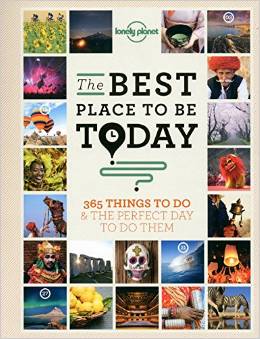 lonely planet
The BEST
PLACE TO BE
TODAY
365 THINGS TO DO
& THE PERFECT DAY
TO DO THEM